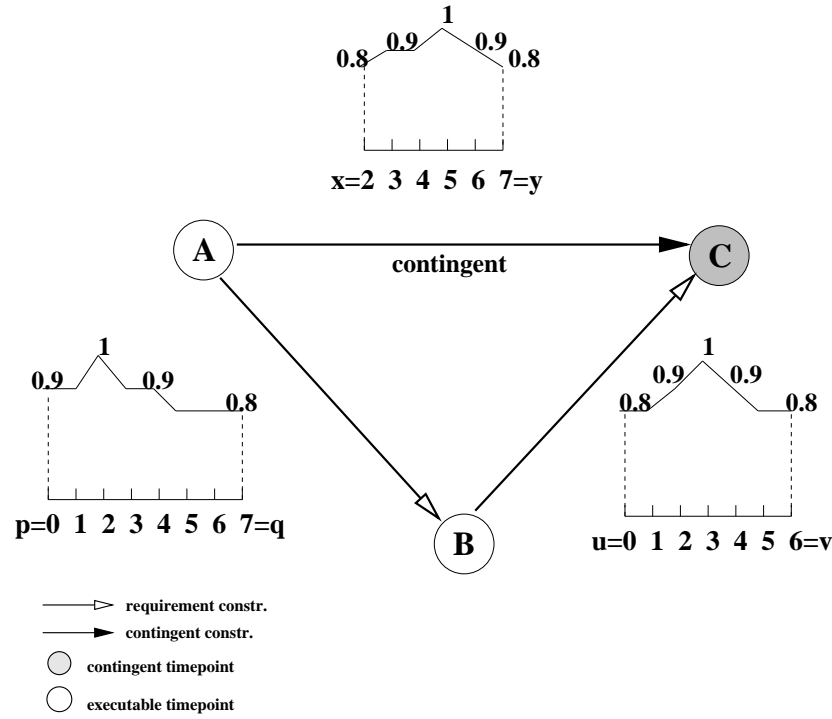 1
0.8 0.9 0.9 0.8
x=2 3 4 5 6 7=y
A
C
contingent
1
0.9 0.9 0.8
p=0 1 2 3 4 5 6 7=q
1
0.8 0.9 0.9 0.8
u=0 1 2 3 4 5 6=v
B
requirement constr.
contingent constr.
contingent timepoint
executable timepoint